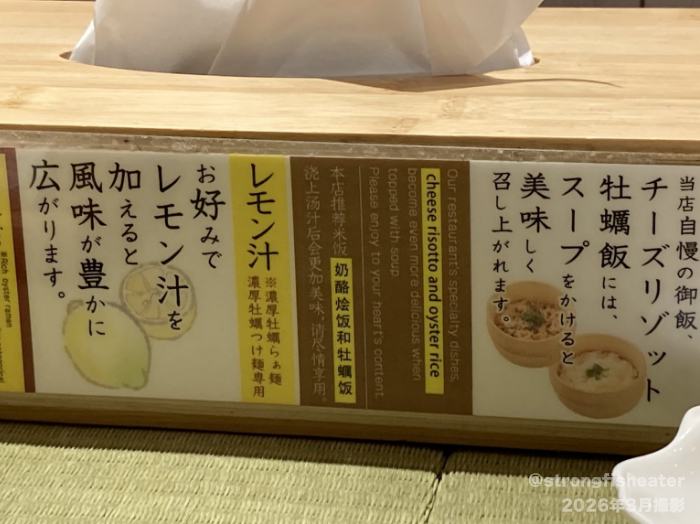 当店自慢の御飯、
チーズリゾット
牡蠣飯には、
スープをかけると
美味しく
召し上がれます。
Our restaurant's specialty dishes,
cheese risotto and oyster rice
become even more delicious when
topped with soup.
Please enjoy to your heart's content.
本店推荐米饭 奶酪烩饭和牡蛎饭
浇上汤汁后会更加美味,请尽情享用。
レモン汁
※濃厚牡蠣らぁ麺
濃厚牡蠣つけ麺専用
お好みで
レモン汁を
加えると
風味が豊かに
広がります。
※Rich oyster ramen
@strongfisheater
2026年3月撮影